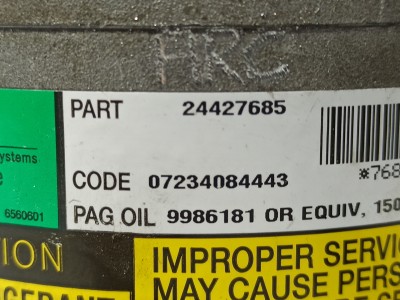 HRC
PART 24427685
ystems
e
CODE 07234084443
*768
6560601
PAG OIL 9986181 OR EQUIV, 150
ION
IMPROPER SERVIC
MAY CAUSE PERS